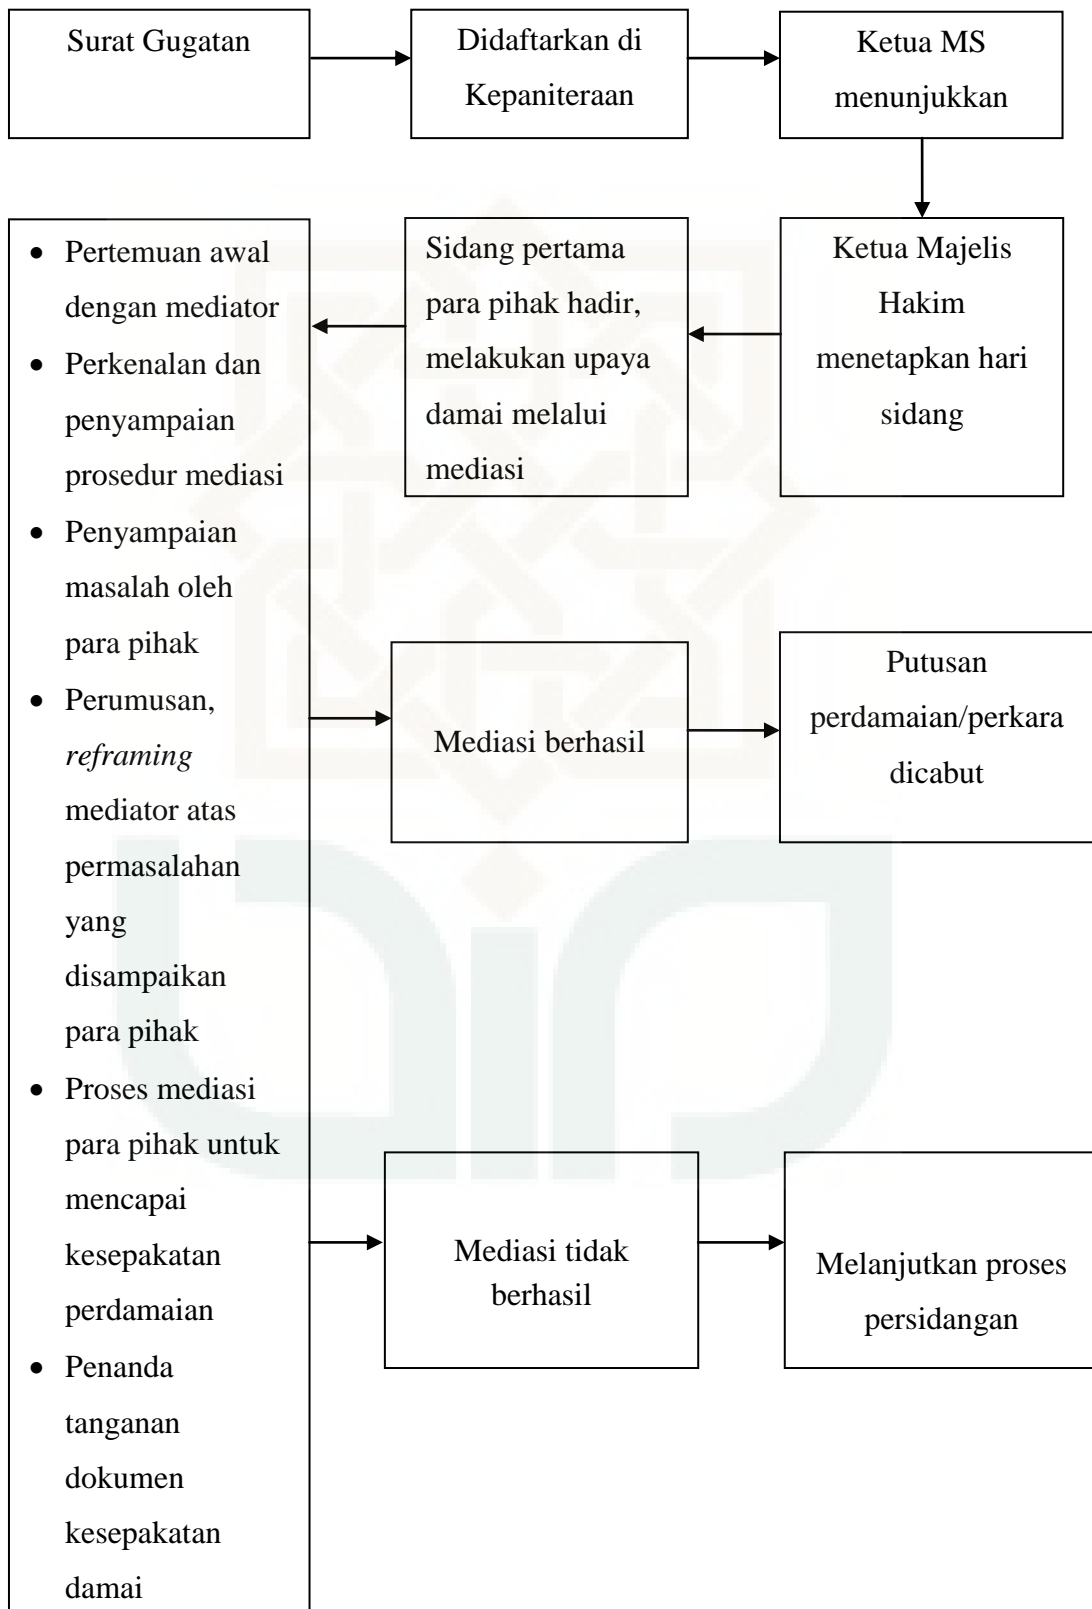 Surat Gugatan
Didaftarkan di
Kepaniteraan
Ketua MS
menunjukkan
Ketua Majelis
Hakim
menetapkan hari
sidang
Sidang pertama
para pihak hadir,
melakukan upaya
damai melalui
mediasi
• Pertemuan awal
dengan mediator
• Perkenalan dan
penyampaian
prosedur mediasi
• Penyampaian
masalah oleh
para pihak
• Perumusan,
reframing
mediator atas
permasalahan
yang
disampaikan
para pihak
• Proses mediasi
para pihak untuk
mencapai
kesepakatan
perdamaian
• Penanda
tanganan
dokumen
kesepakatan
damai
Mediasi berhasil
Putusan
perdamaian/perkara
dicabut
Mediasi tidak
berhasil
Melanjutkan proses
persidangan